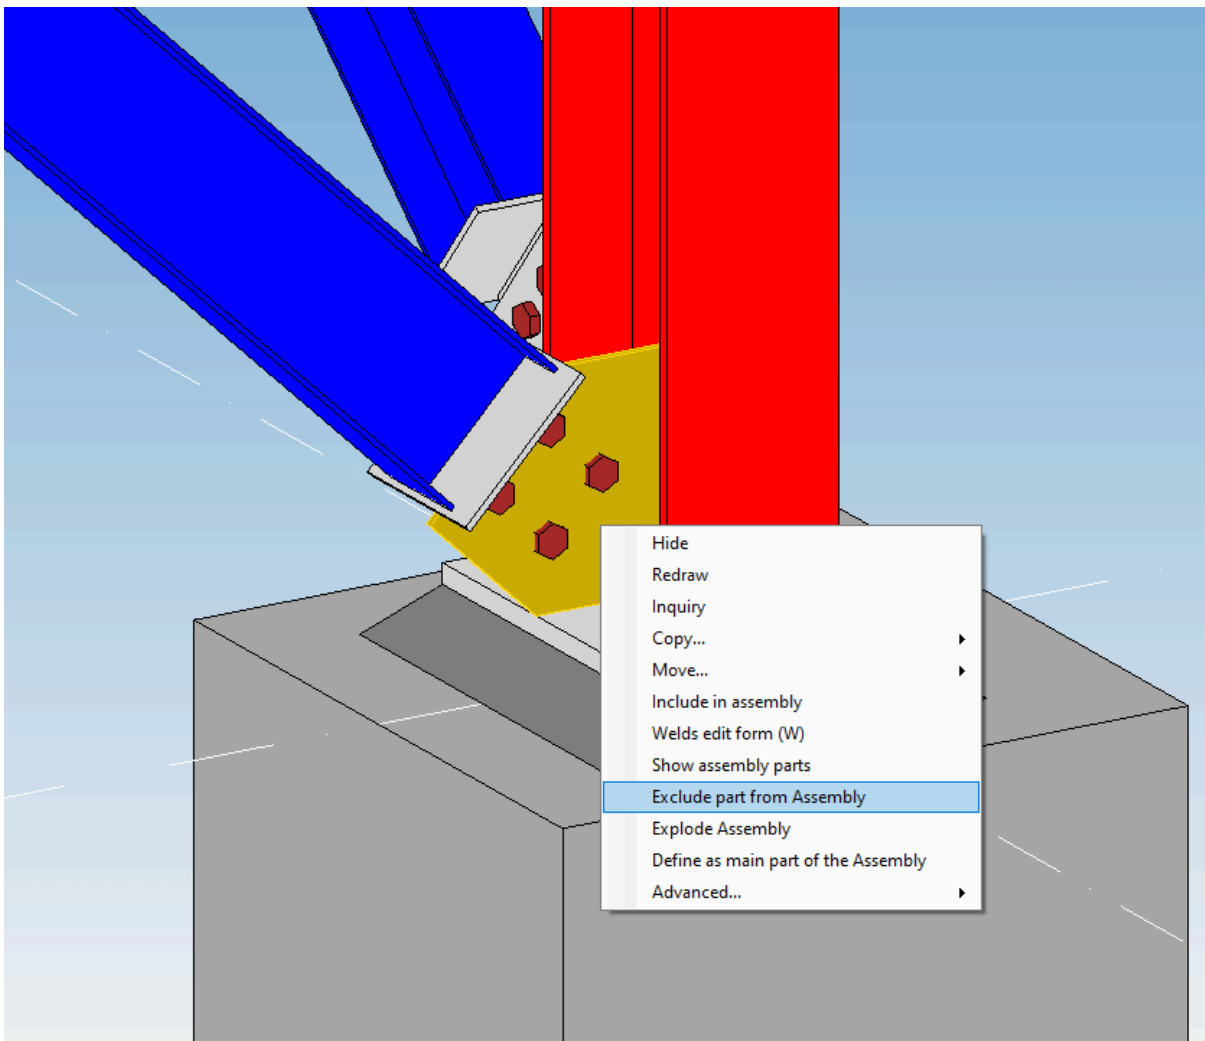 Hide
Redraw
Inquiry
Copy...
Move...
Include in assembly
Welds edit form (W)
Show assembly parts
Exclude part from Assembly
Explode Assembly
Define as main part of the Assembly
Advanced...